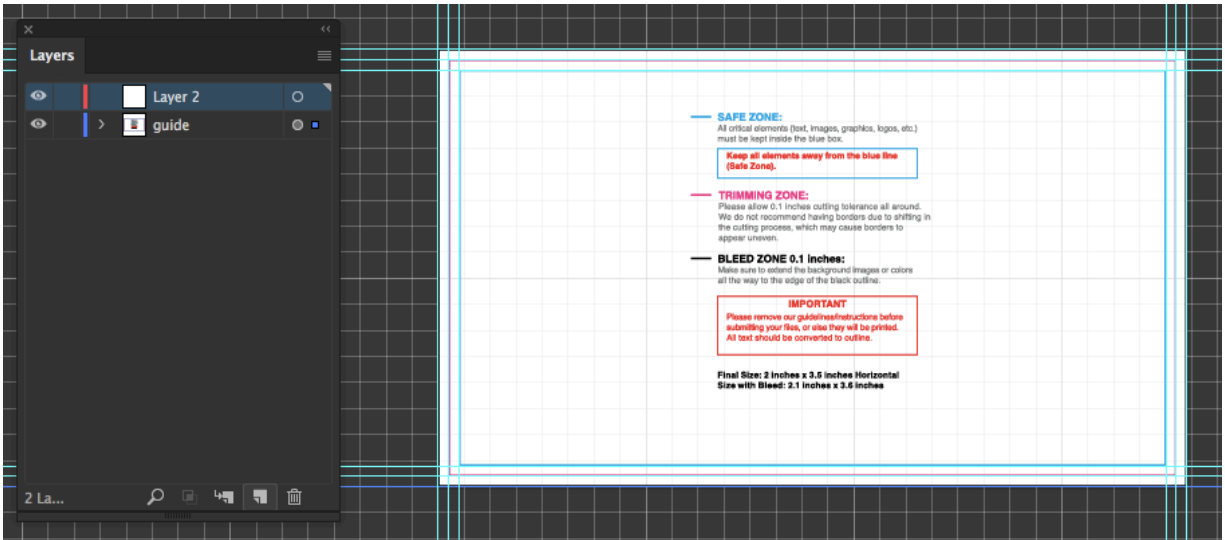 Layers
Layer 2
guide
2 La...
SAFE ZONE:
All critical elements (text, images, graphics, logos, etc.)
must be kept inside the blue box.
Keep all elements away from the blue line
(Safe Zone).
TRIMMING ZONE:
Please allow 0.1 inches cutting tolerance all around.
We do not recommend having borders due to shifting in
the cutting process, which may cause borders to
appear uneven.
BLEED ZONE 0.1 inches:
Make sure to extend the background images or colors
all the way to the edge of the black outline.
IMPORTANT
Please remove our guidelines/instructions before
submitting your files, or else they will be printed.
All text should be converted to outline.
Final Size: 2 inches x 3.5 inches Horizontal
Size with Bleed: 2.1 inches x 3.6 inches